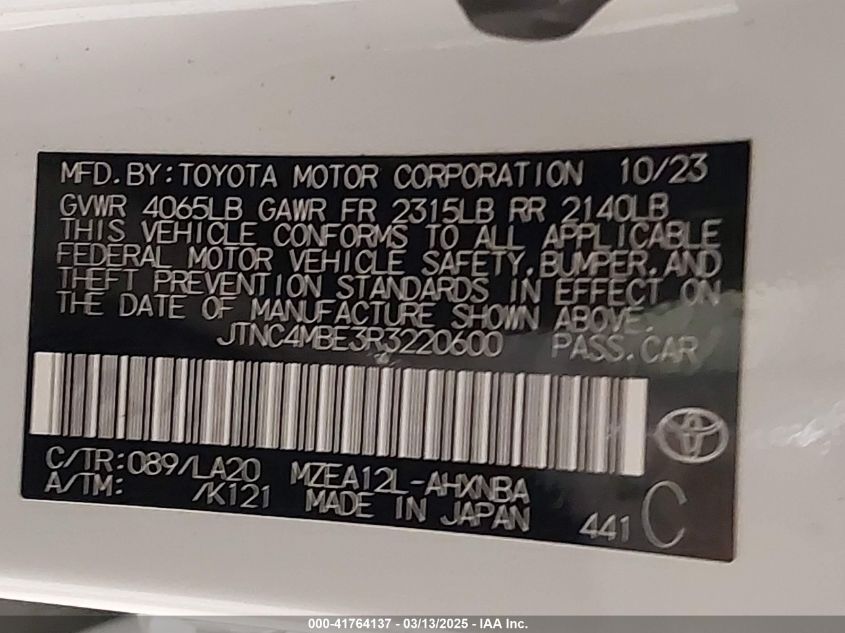 MFD.BY:TOYOTA MOTOR CORPORATION 10/23
GVWR 4065LB GAWR FR 2315LB RR 2140LB
THIS VEHICLE CONFORMS TO ALL APPLICABLE
FEDERAL MOTOR VEHICLE SAFETY,BUMPER,AND
THEFT PREVENTION STANDARDS IN EFFECT ON
THE DATE OF MANUFACTURE SHOWN ABOVE.
JTNC4MBE3R3220600 PASS.CAR
C/TR:089/LA20 MZEA12L-AHXNBA
A/TM: /K121 MADE IN JAPAN
441 C
000-41764137 - 03/13/2025 - IAA Inc.